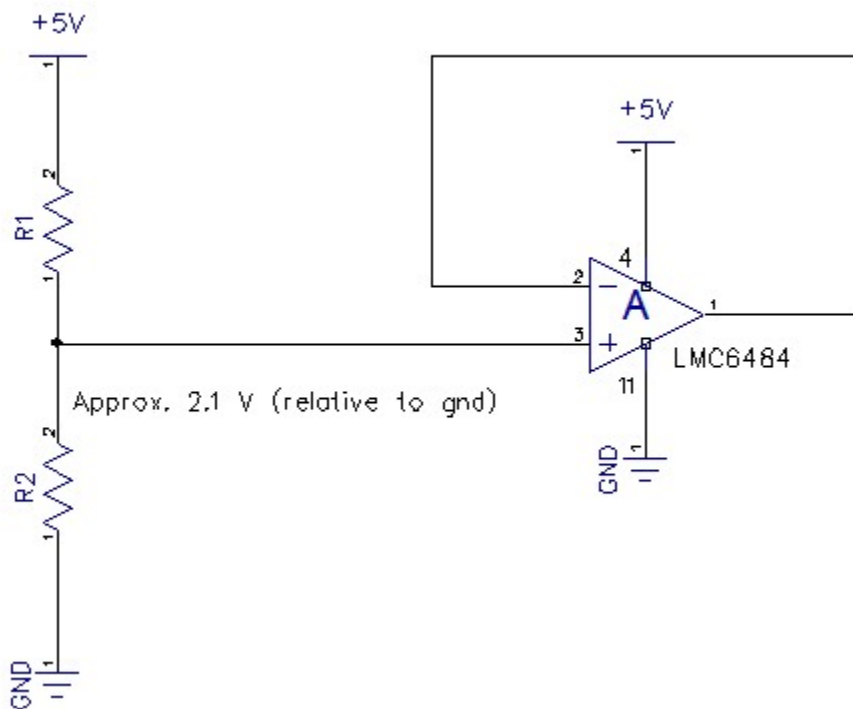 +5V
1
2
R1
1
Approx. 2.1 V (relative to gnd)
2
R2
1
1
GND
+5V
1
4
2
−
A
3
+
1
LMC6484
11
1
GND